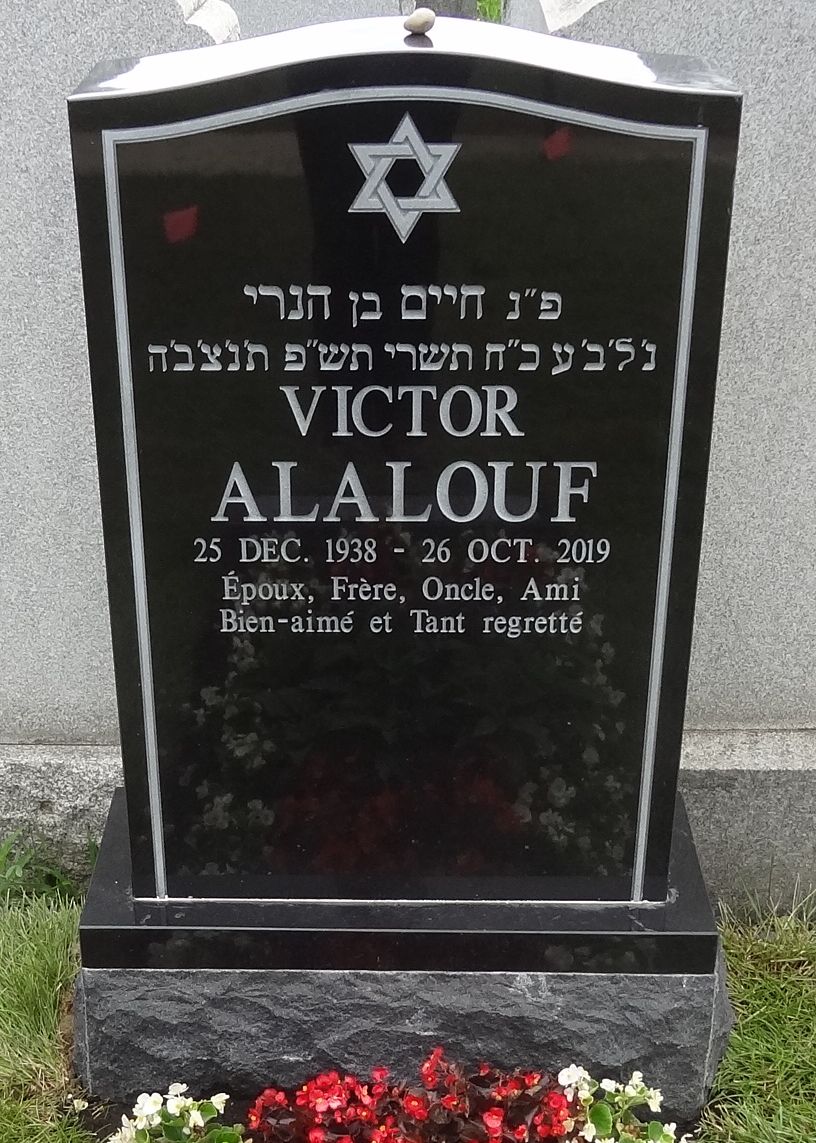 פ"נ חיים בן הנרי
נ'ל'ב'ע כ"ח תשרי תש"פ ת'נ'צ'ב'ה
VICTOR
ALALOUF
25 DEC. 1938 - 26 OCT. 2019
Époux, Frère, Oncle, Ami
Bien-aimé et Tant regretté